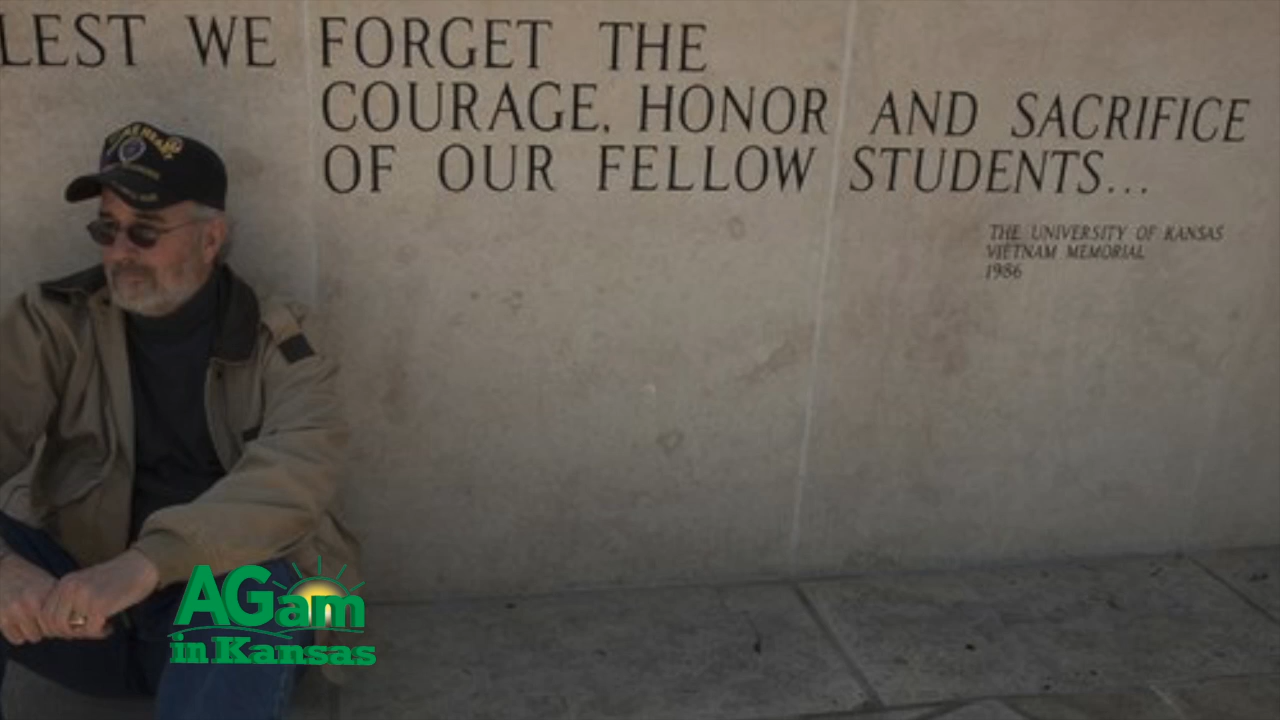 LEST WE FORGET THE
COURAGE, HONOR AND SACRIFICE
OF OUR FELLOW STUDENTS...
THE UNIVERSITY OF KANSAS
VIETNAM MEMORIAL
1986
AGam
in Kansas